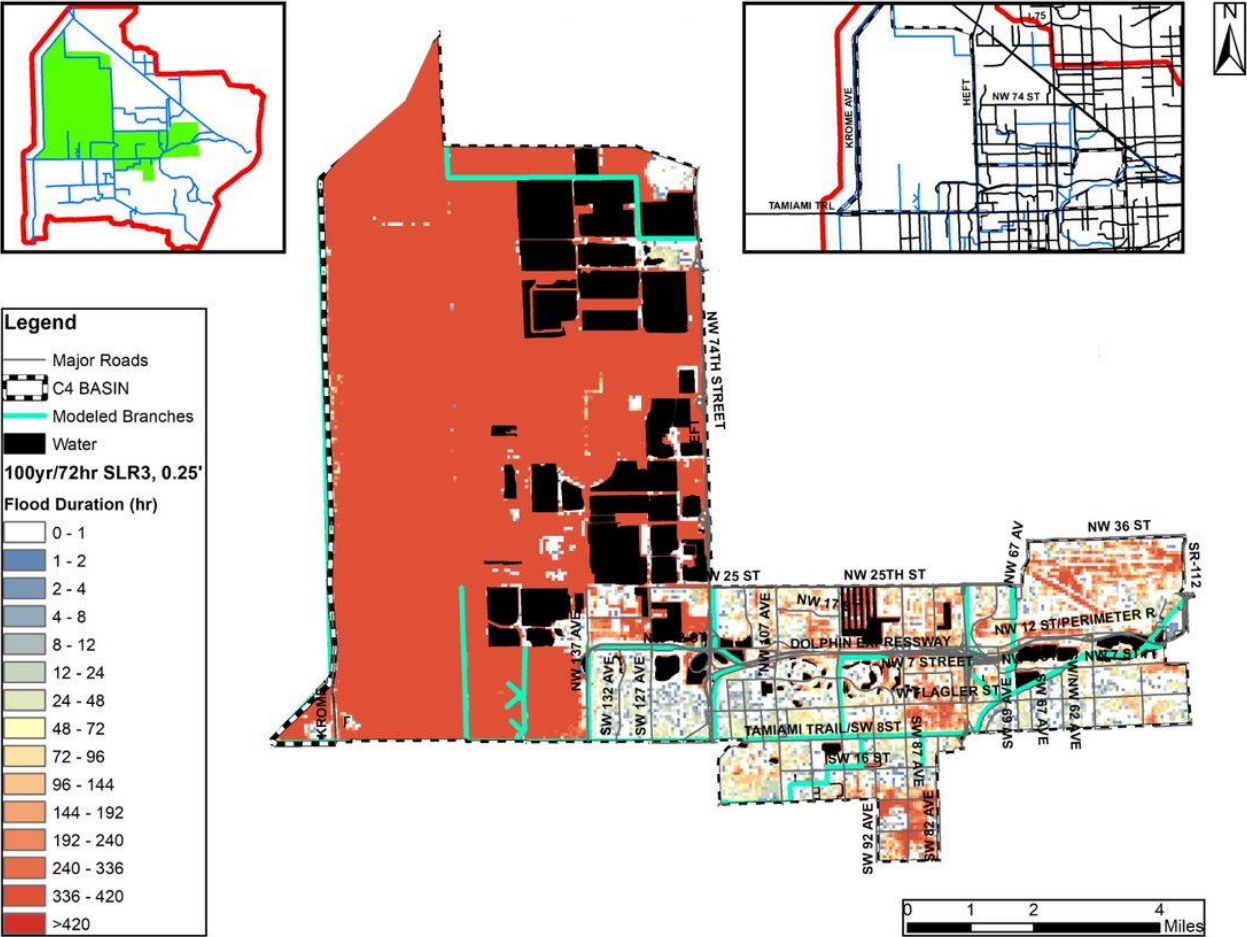 I-75
N
NW 74 ST
KROME AVE
HEFT
TAMIAMI TRL
Legend
Major Roads
C4 BASIN
Modeled Branches
Water
100yr/72hr SLR3, 0.25'
Flood Duration (hr)
0 - 1
1 - 2
2 - 4
4 - 8
8 - 12
12 - 24
24 - 48
48 - 72
72 - 96
96 - 144
144 - 192
192 - 240
240 - 336
336 - 420
>420
NW 74TH STREET
EFT
NW 36 ST
NW 67 AV
SR-112
W 25 ST
NW 25TH ST
NW 17
NW 12 ST/PERIMETER R
NW 137 AVE
NW 107 AVE
DOLPHIN EXPRESSWAY
NW 7 STREET
NW 7 ST
W FLAGLER ST
SW 132 AVE
SW 127 AVE
SW 69 AVE
SW 67 AVE
W/NW 62 AVE
KROME
TAMIAMI TRAIL/SW 8ST
SW 87 AVE
SW 16 ST
SW 92 AVE
SW 82 AVE
0 1 2 4
Miles